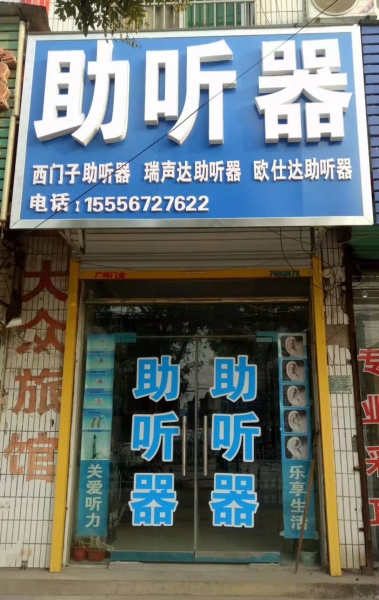 助听器
西门子助听器 瑞声达助听器 欧仕达助听器
电话:15556727622
大众旅馆
助听器
助听器
关爱听力
乐享生活